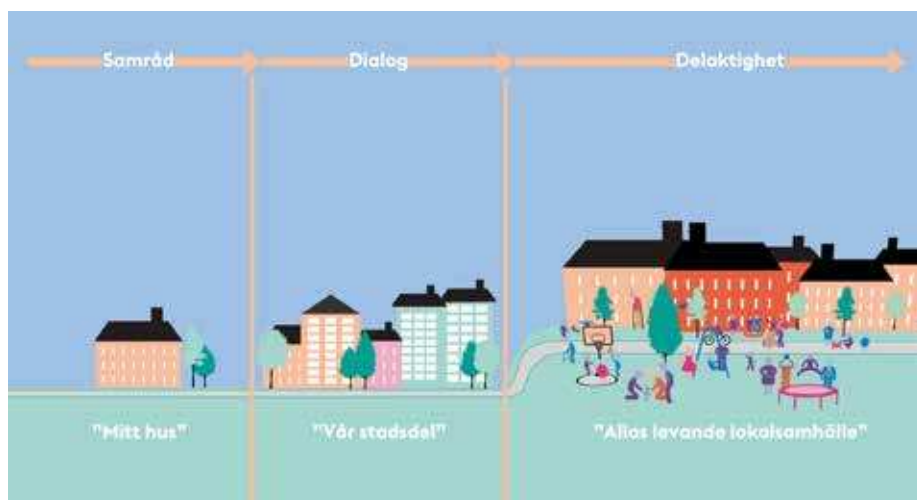 Samråd
Dialog
Delaktighet
"Mitt hus"
"Vår stadsdel"
"Allas levande lokalsamhälle"